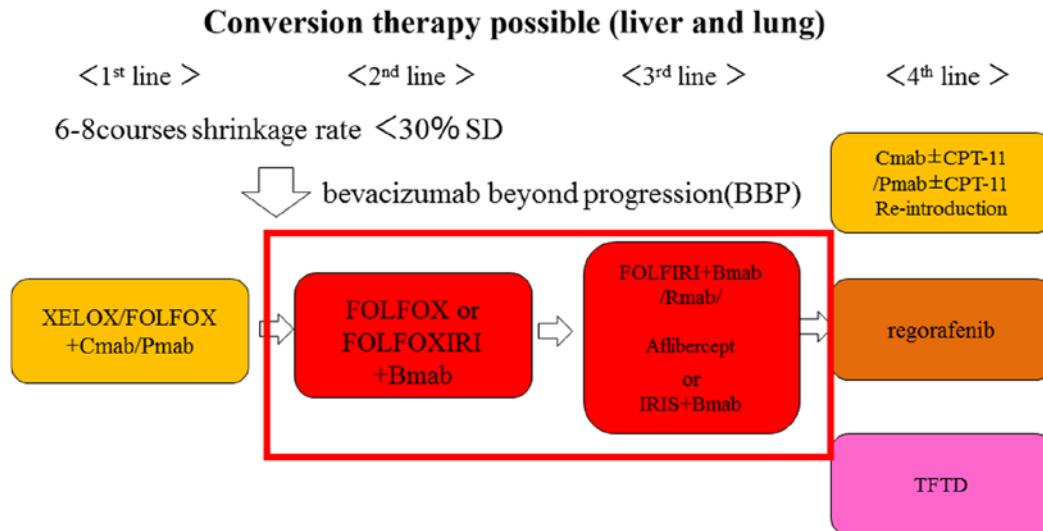 Conversion therapy possible (liver and lung)
＜1st line ＞
＜2nd line ＞
＜3rd line ＞
＜4th line ＞
6-8courses shrinkage rate ＜30% SD
bevacizumab beyond progression(BBP)
XELOX/FOLFOX
+Cmab/Pmab
FOLFOX or
FOLFOXIRI
+Bmab
FOLFIRI+Bmab
/Rmab/
Aflibercept
or
IRIS+Bmab
Cmab±CPT-11
/Pmab±CPT-11
Re-introduction
regorafenib
TFTD